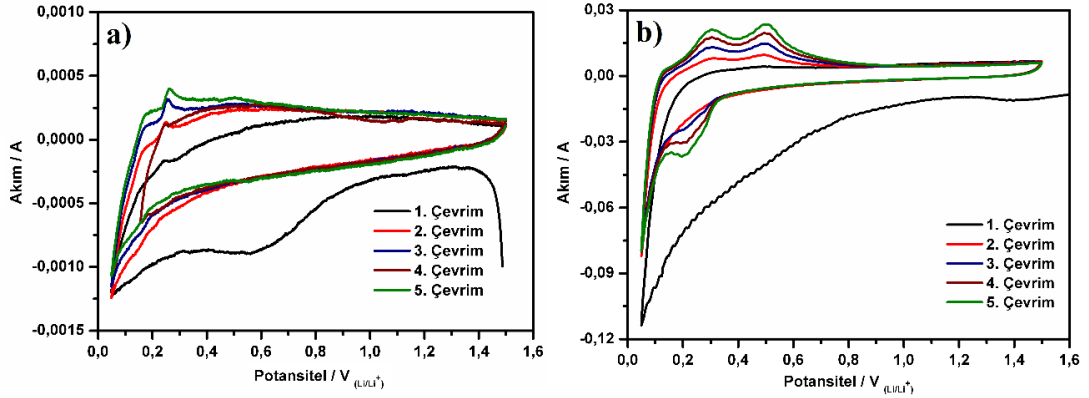 a)
0,0010
0,0005
0,0000
-0,0005
-0,0010
-0,0015
Akım / A
1. Çevrim
2. Çevrim
3. Çevrim
4. Çevrim
5. Çevrim
0,0 0,2 0,4 0,6 0,8 1,0 1,2 1,4 1,6
Potansitel / V (Li/Li+)
b)
0,03
0,00
-0,03
-0,06
-0,09
-0,12
Akım / A
1. Çevrim
2. Çevrim
3. Çevrim
4. Çevrim
5. Çevrim
0,0 0,2 0,4 0,6 0,8 1,0 1,2 1,4 1,6
Potansitel / V (Li/Li+)